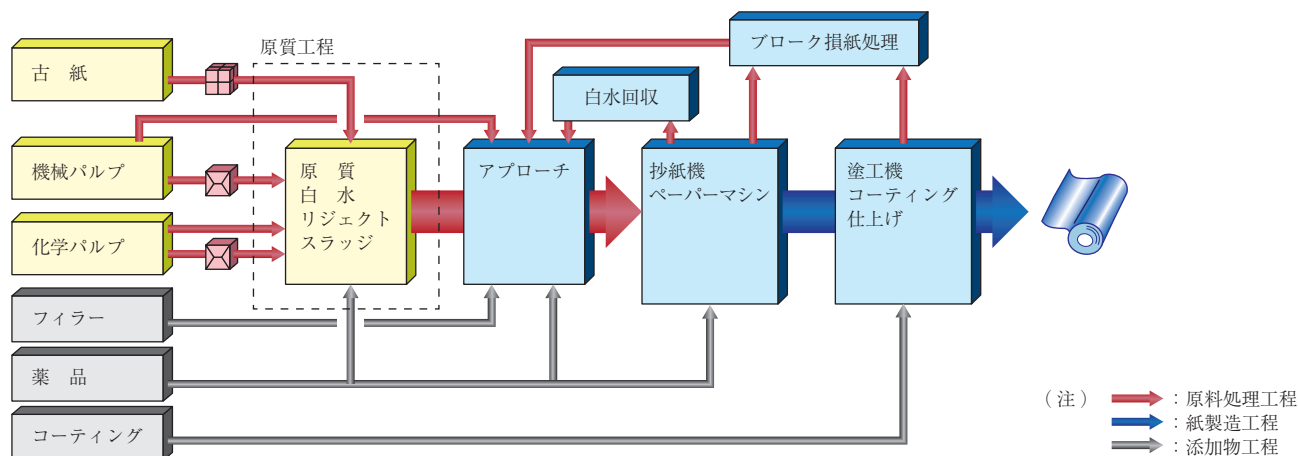 原質工程
古　紙
機械パルプ
化学パルプ
フィラー
薬　品
コーティング
原　質
白　水
リジェクト
スラッジ
アプローチ
白水回収
ブローク損紙処理
抄紙機
ペーパーマシン
塗工機
コーティング
仕上げ
（注）　：原料処理工程
：紙製造工程
：添加物工程